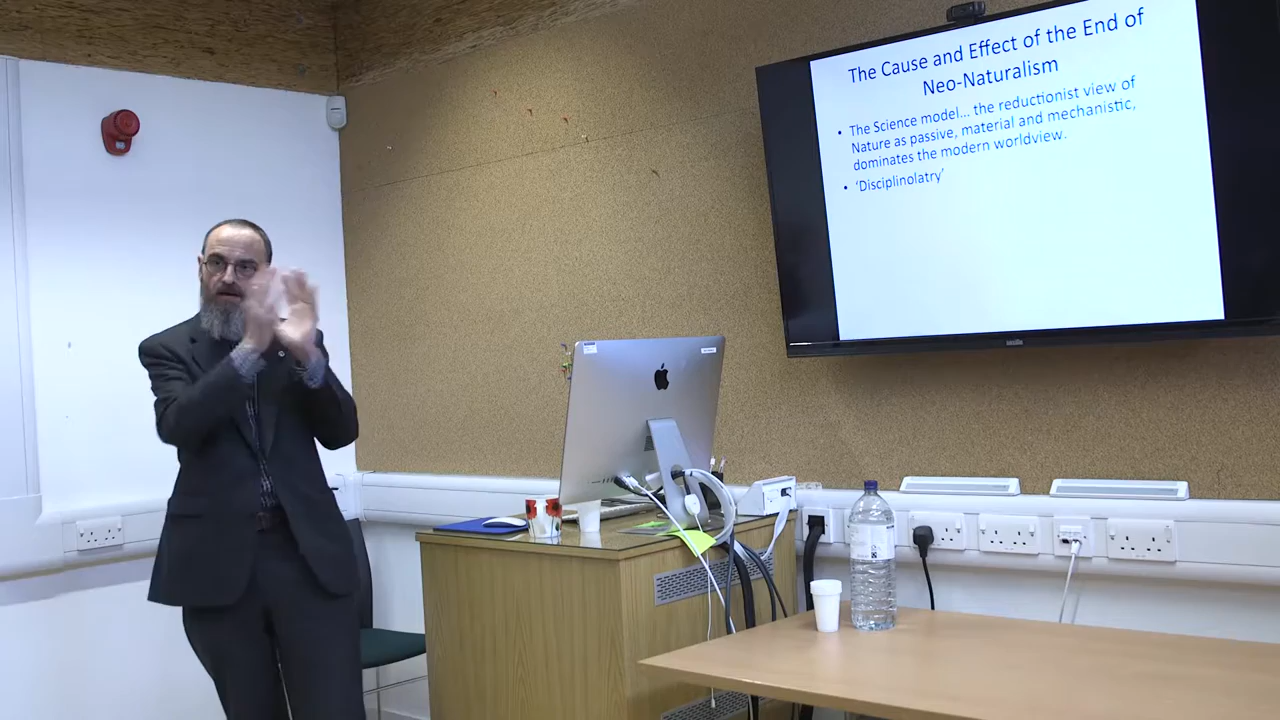 The Cause and Effect of the End of
Neo-Naturalism
• The Science model... the reductionist view of
Nature as passive, material and mechanistic,
dominates the modern worldview.
• ‘Disciplinolatry’